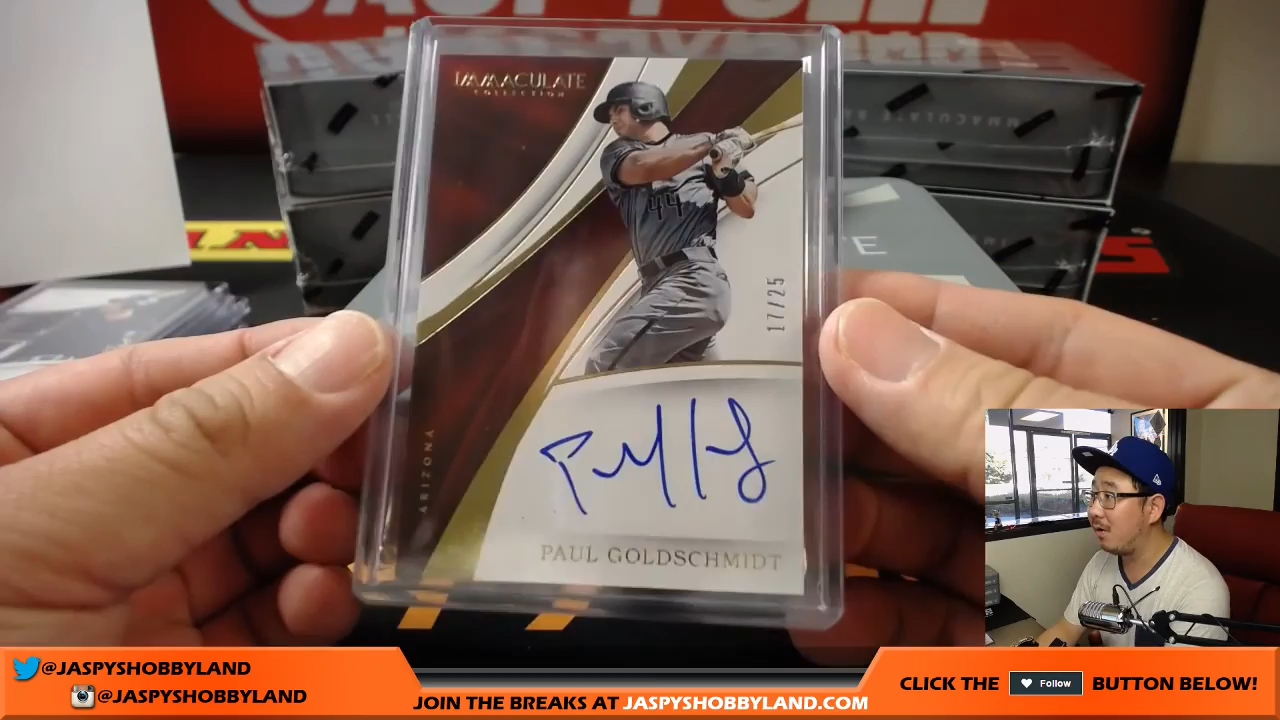 IMMACULATE
COLLECTION
44
17/25
ARIZONA
PAUL GOLDSCHMIDT
@JASPYSHOBBYLAND
@JASPYSHOBBYLAND
JOIN THE BREAKS AT JASPYSHOBBYLAND.COM
CLICK THE Follow BUTTON BELOW!